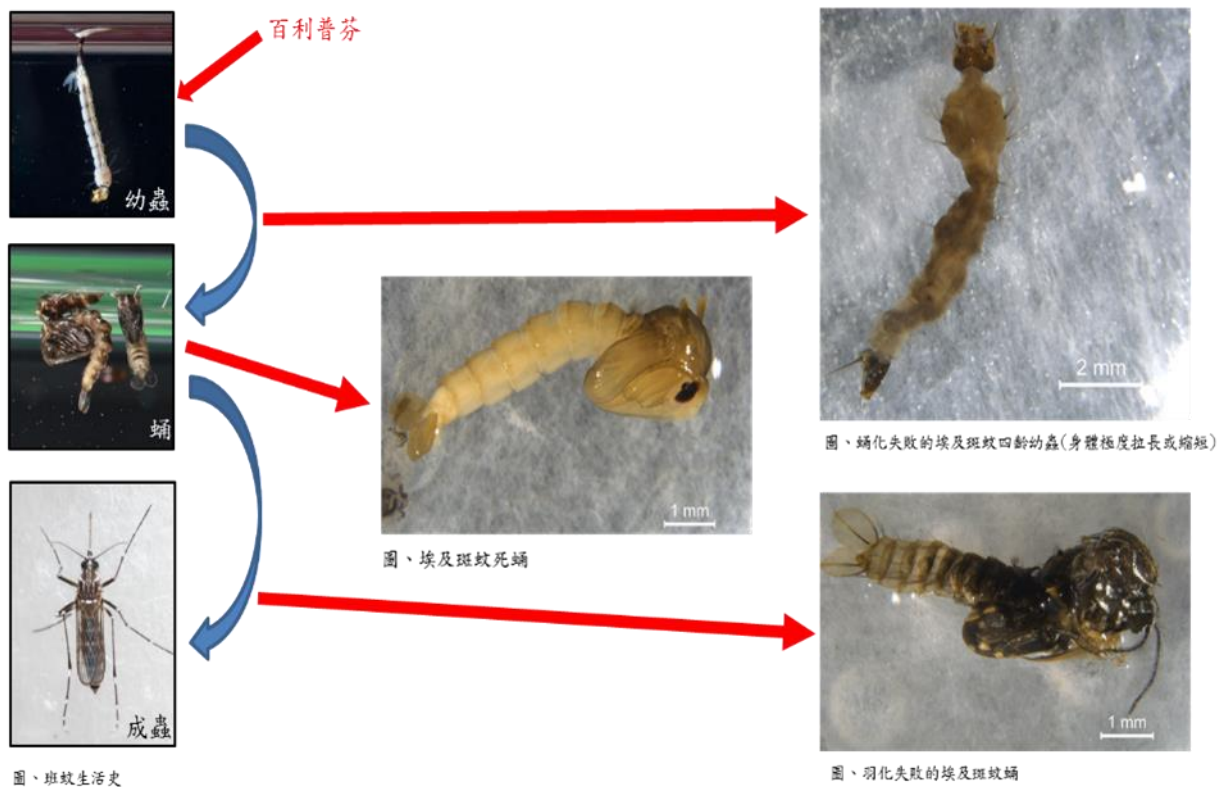 百利普芬
幼蟲
蛹
成蟲
圖、班蚊生活史
1 mm
圖、埃及斑蚊死蛹
2 mm
圖、蛹化失敗的埃及斑蚊四齡幼蟲(身體極度拉長或縮短)
1 mm
圖、羽化失敗的埃及斑蚊蛹